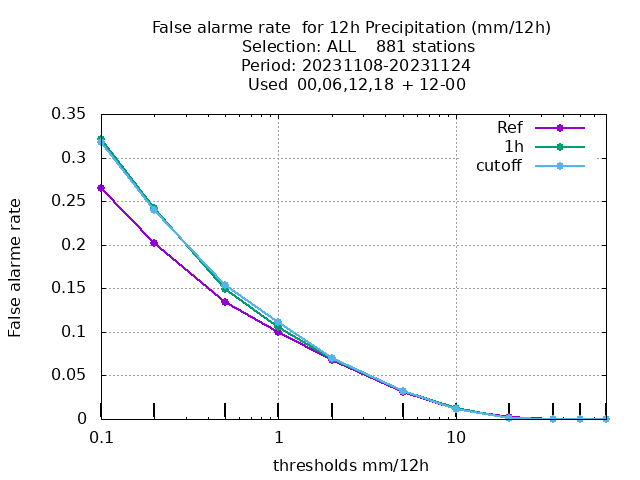 False alarme rate  for 12h Precipitation (mm/12h)
Selection: ALL    881 stations
Period: 20231108-20231124
Used  00,06,12,18  + 12-00
Ref
1h
cutoff
False alarme rate
0.35
0.3
0.25
0.2
0.15
0.1
0.05
0
0.1
1
10
thresholds mm/12h